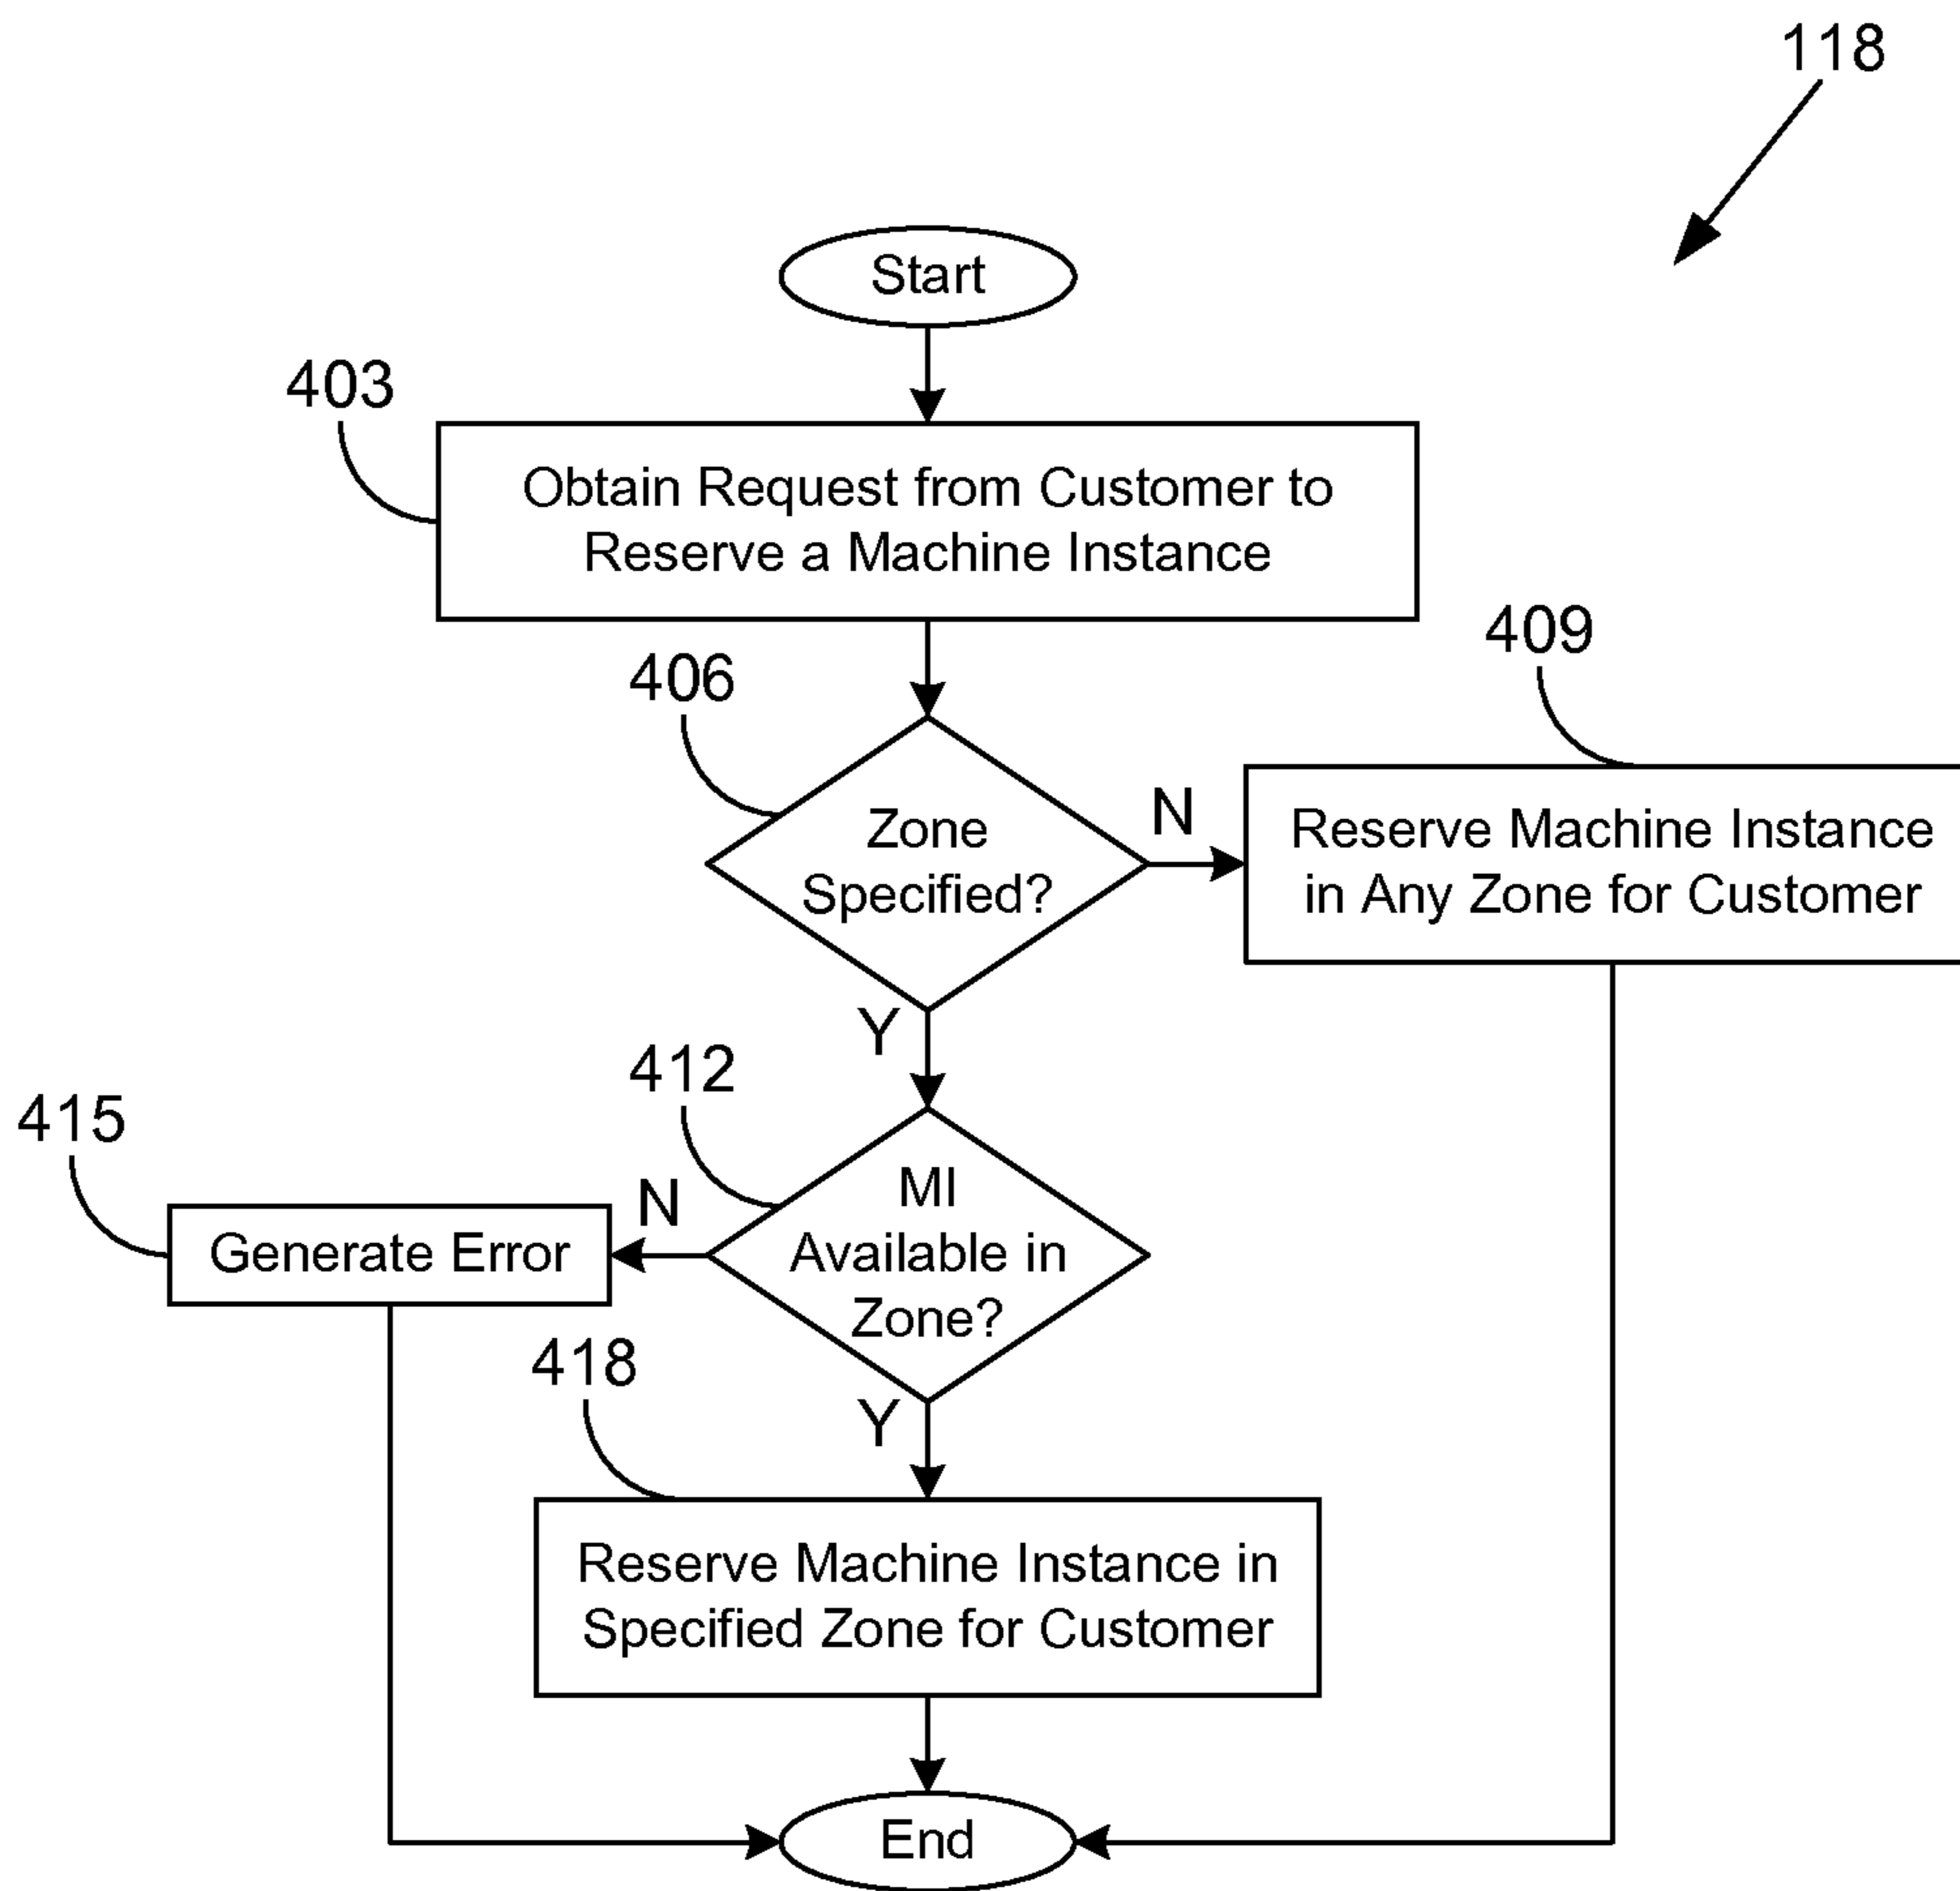 118
Start
403
Obtain Request from Customer to
Reserve a Machine Instance
406
409
Zone
Specified?
N
Reserve Machine Instance
in Any Zone for Customer
Y
412
415
MI
Available in
Zone?
N
Generate Error
418
Y
Reserve Machine Instance in
Specified Zone for Customer
End